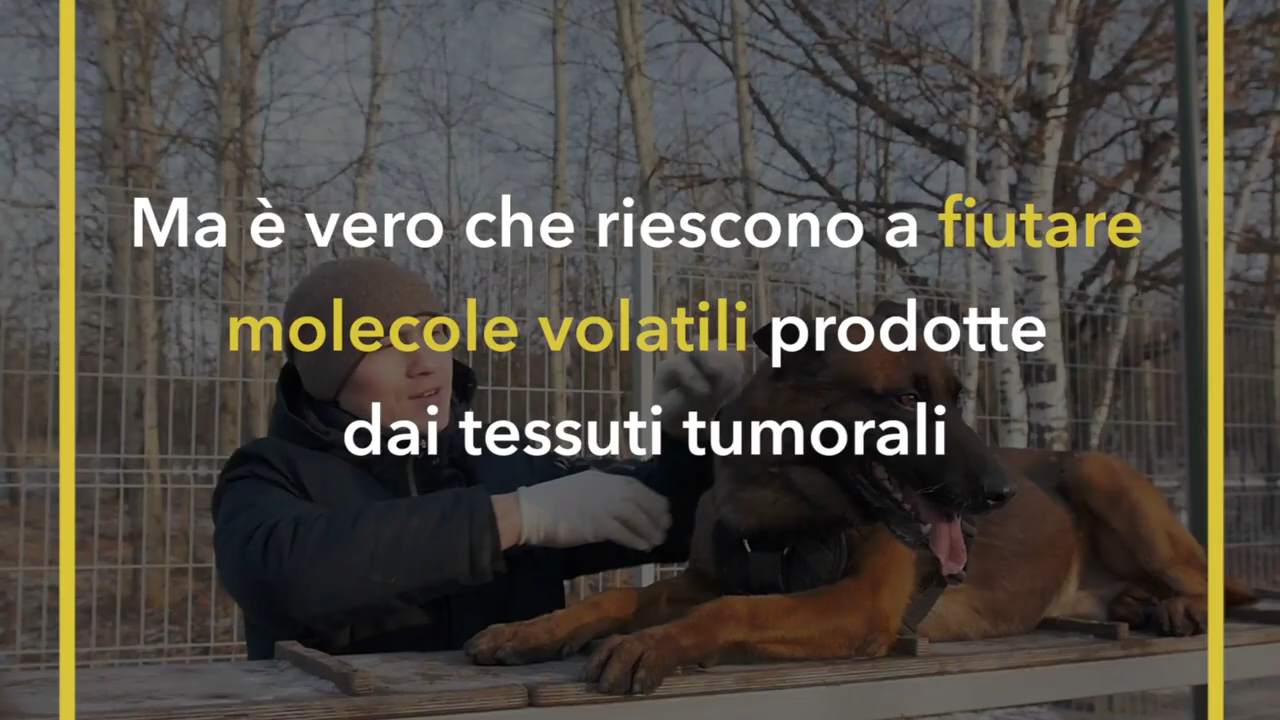 Ma è vero che riescono a fiutare
molecole volatili prodotte
dai tessuti tumorali